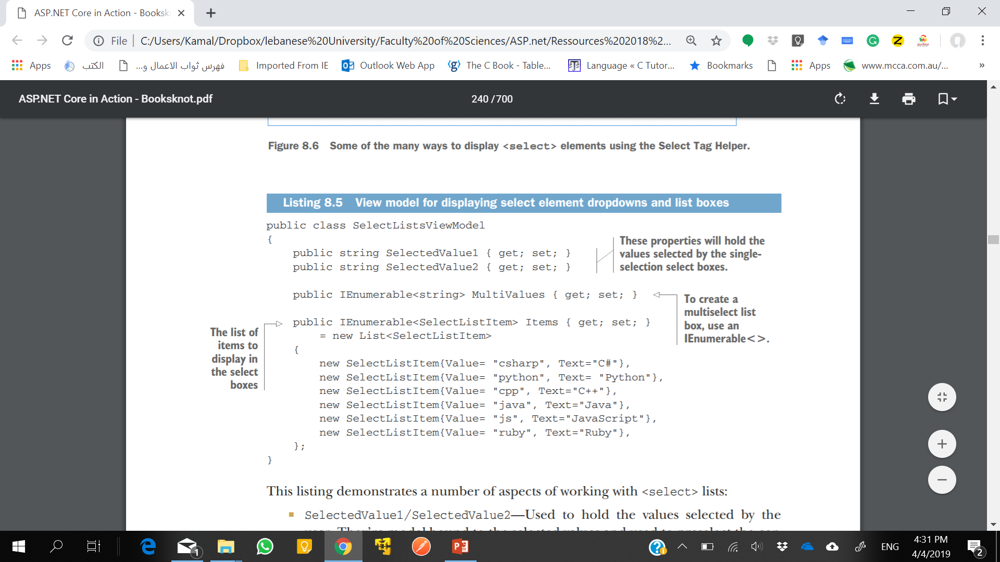 ASP.NET Core in Action - Booksk
File
C:/Users/Kamal/Dropbox/lebanese%20University/Faculty%20of%20Sciences/ASP.net/Ressources%202018%2...
Apps
الكتب
فهرس ثواب الاعمال و...
Imported From IE
Outlook Web App
The C Book - Table...
Language « C Tutor...
Bookmarks
Apps
www.mcca.com.au/...
»
ASP.NET Core in Action - Booksknot.pdf
240 / 700
Figure 8.6 Some of the many ways to display <select> elements using the Select Tag Helper.
Listing 8.5 View model for displaying select element dropdowns and list boxes
public class SelectListsViewModel
{
public string SelectedValue1 { get; set; }
public string SelectedValue2 { get; set; }
These properties will hold the
values selected by the single-
selection select boxes.
public IEnumerable<string> MultiValues { get; set; }
To create a
multiselect list
box, use an
IEnumerable<>.
The list of
items to
display in
the select
boxes
public IEnumerable<SelectListItem> Items { get; set; }
= new List<SelectListItem>
{
new SelectListItem{Value= "csharp", Text="C#"},
new SelectListItem{Value= "python", Text= "Python"},
new SelectListItem{Value= "cpp", Text="C++"},
new SelectListItem{Value= "java", Text="Java"},
new SelectListItem{Value= "js", Text="JavaScript"},
new SelectListItem{Value= "ruby", Text="Ruby"},
};
}
This listing demonstrates a number of aspects of working with <select> lists:
■ SelectedValue1/SelectedValue2—Used to hold the values selected by the
ENG
4:31 PM
4/4/2019
1
2